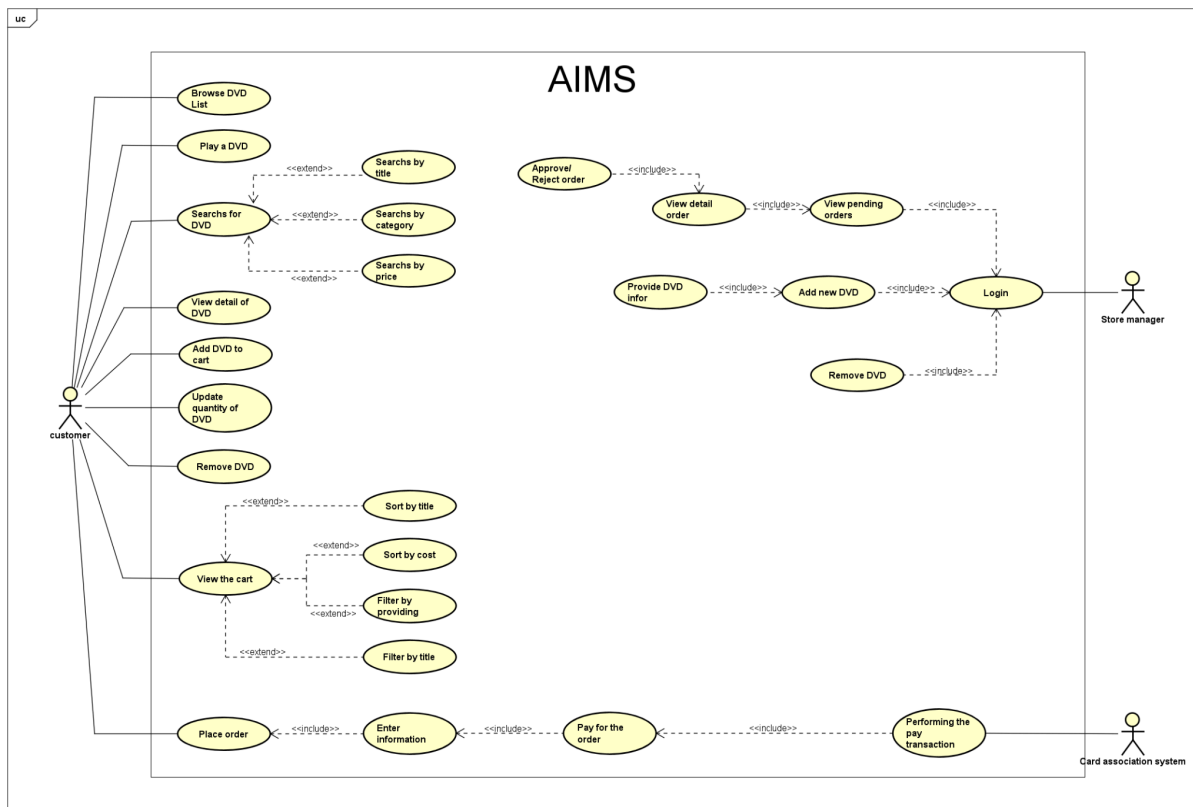 uc
AIMS
Browse DVD
List
Play a DVD
<<extend>>
Searchs by
title
Searchs for
DVD
<<extend>>
Searchs by
category
<<extend>>
Searchs by
price
Approve/
Reject order
<<include>>
View detail
order
<<include>>
View pending
orders
<<include>>
Provide DVD
infor
<<include>>
Add new DVD
<<include>>
Login
Store manager
Remove DVD
<<include>>
View detail of
DVD
Add DVD to
cart
Update
quantity of
DVD
customer
Remove DVD
<<extend>>
Sort by title
<<extend>>
Sort by cost
View the cart
Filter by
providing
<<extend>>
<<extend>>
Filter by title
Place order
<<include>>
Enter
information
<<include>>
Pay for the
order
<<include>>
Performing the
pay
transaction
Card association system